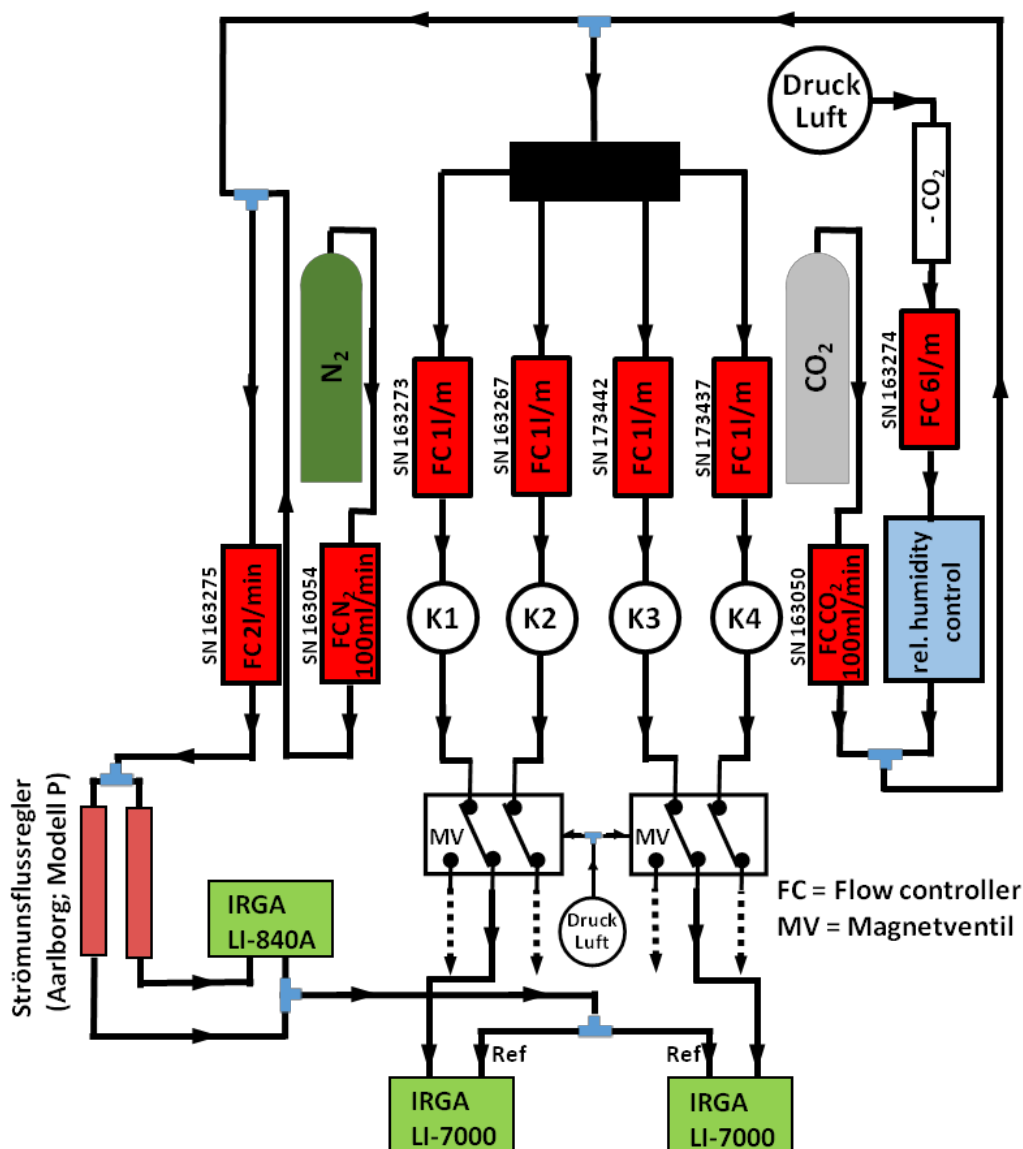 Druck
Luft
- CO₂
SN 163274
FC 6l/m
N₂
CO₂
SN 163273
FC 1l/m
SN 163267
FC 1l/m
SN 173442
FC 1l/m
SN 173437
FC 1l/m
SN 163275
FC 2l/min
SN 163054
FC N₂
100ml/min
K1
K2
K3
K4
SN 163050
FC CO₂
100ml/min
rel. humidity
control
Strömunsflussregler
(Aarlborg; Modell P)
MV
MV
Druck
Luft
FC = Flow controller
MV = Magnetventil
IRGA
LI-840A
Ref
Ref
IRGA
LI-7000
IRGA
LI-7000